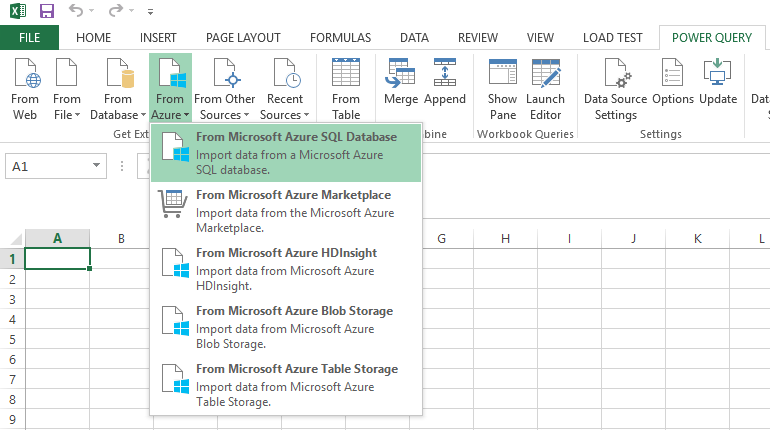 FILE HOME INSERT PAGE LAYOUT FORMULAS DATA REVIEW VIEW LOAD TEST POWER QUERY
From Web
From File
From Database
From Azure
From Other Sources
Recent Sources
From Table
Merge
Append
Show Pane
Launch Editor
Data Source Settings
Options
Update
Get Ext
bine
Workbook Queries
Settings
A1
From Microsoft Azure SQL Database
Import data from a Microsoft Azure
SQL database.
From Microsoft Azure Marketplace
Import data from the Microsoft Azure
Marketplace.
From Microsoft Azure HDInsight
Import data from Microsoft Azure
HDInsight.
From Microsoft Azure Blob Storage
Import data from Microsoft Azure
Blob Storage.
From Microsoft Azure Table Storage
Import data from Microsoft Azure
Table Storage.
A B G H I J K L
1
2
3
4
5
6
7
8
9